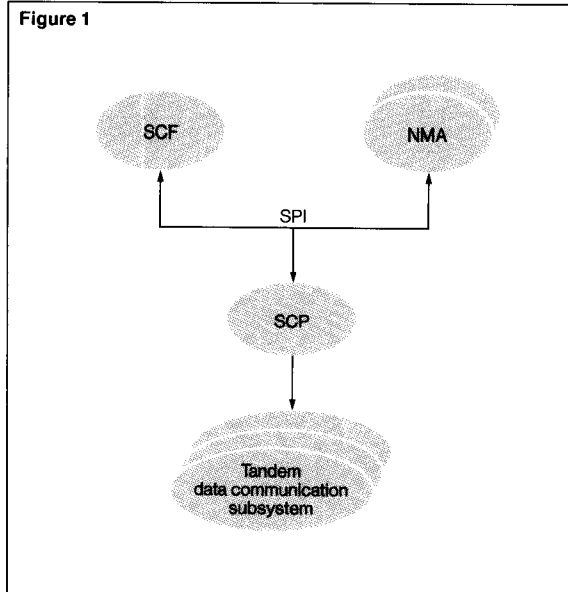 Figure 1
SCF
NMA
SPI
SCP
Tandem
data communication
subsystem